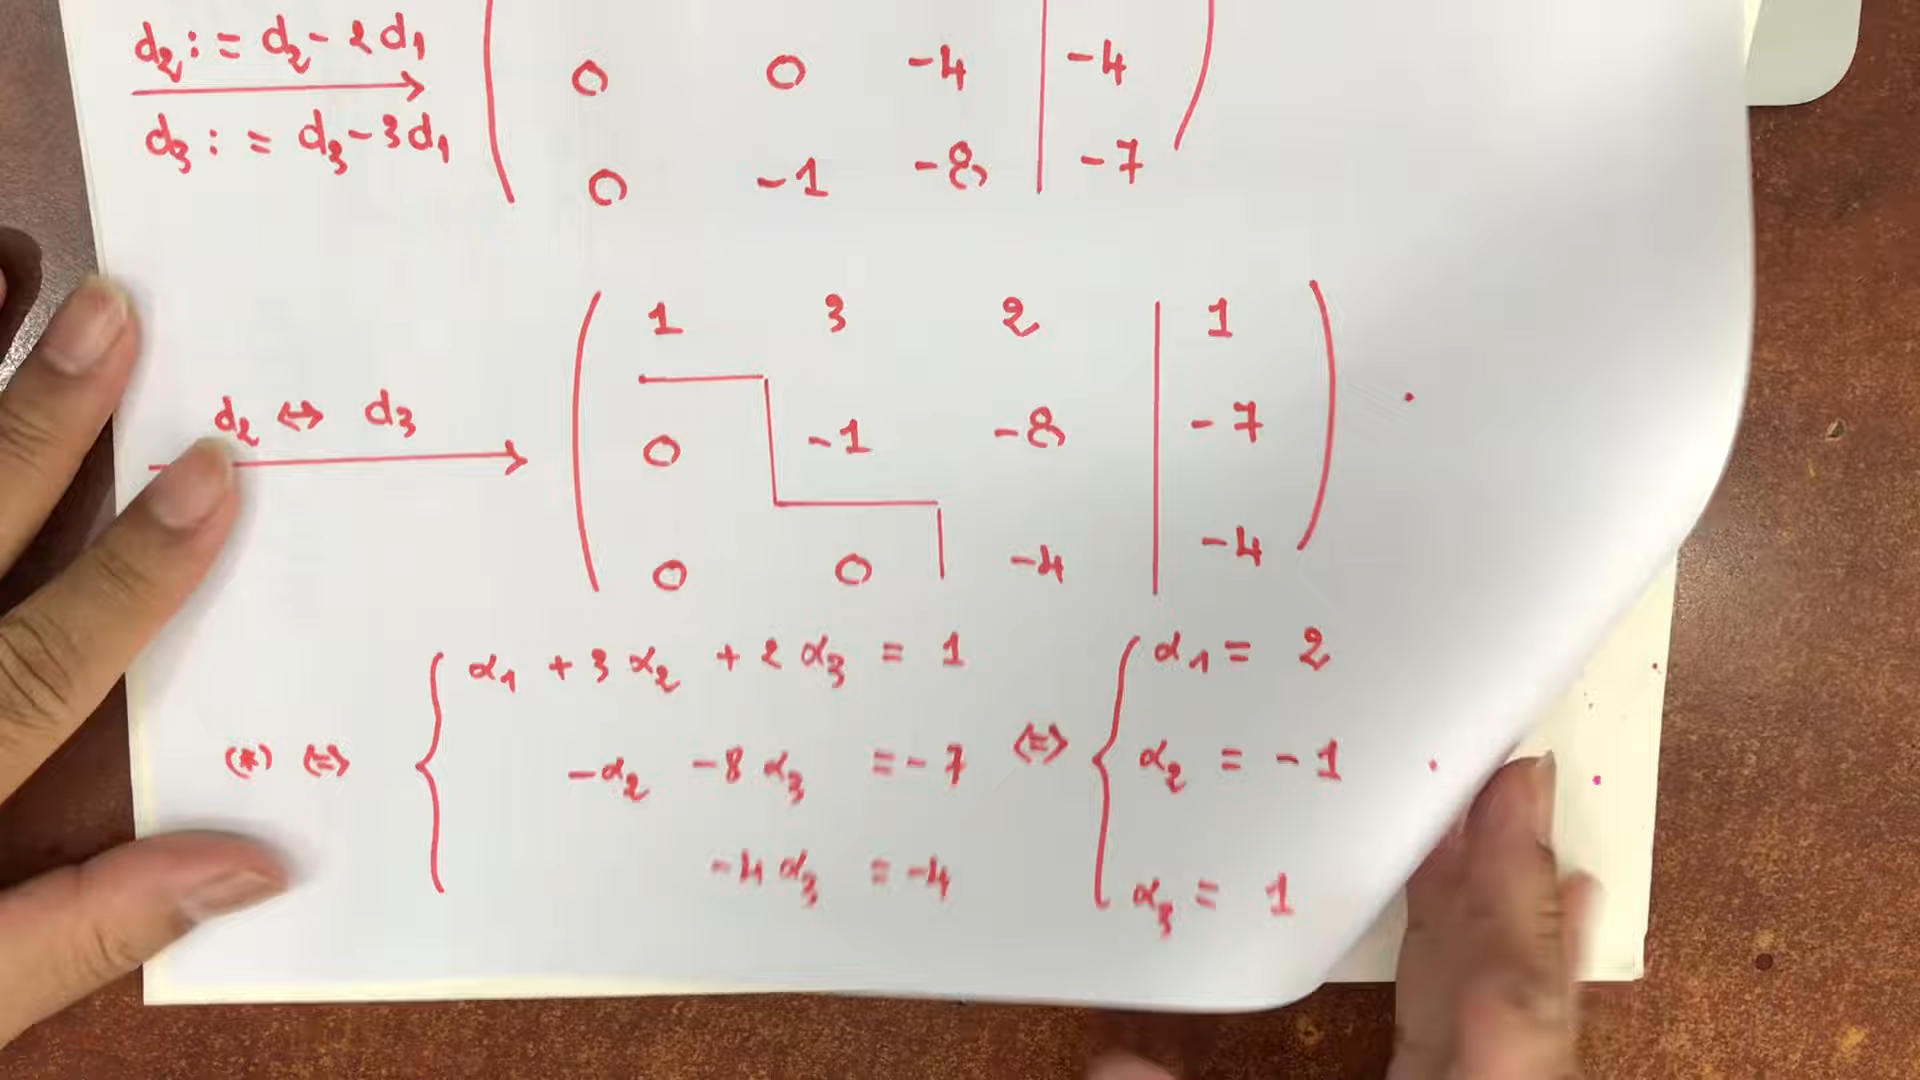 d₂ := d₂ - 2d₁
d₃ := d₃ - 3d₁
0 0 -4 | -4
0 -1 -8 | -7
d₂ ↔ d₃
1 3 2 | 1
0 -1 -8 | -7
0 0 -4 | -4
(*) ⇔ { α₁ + 3α₂ + 2α₃ = 1
-α₂ - 8α₃ = -7
-4α₃ = -4
⇔ { α₁ = 2
α₂ = -1
α₃ = 1